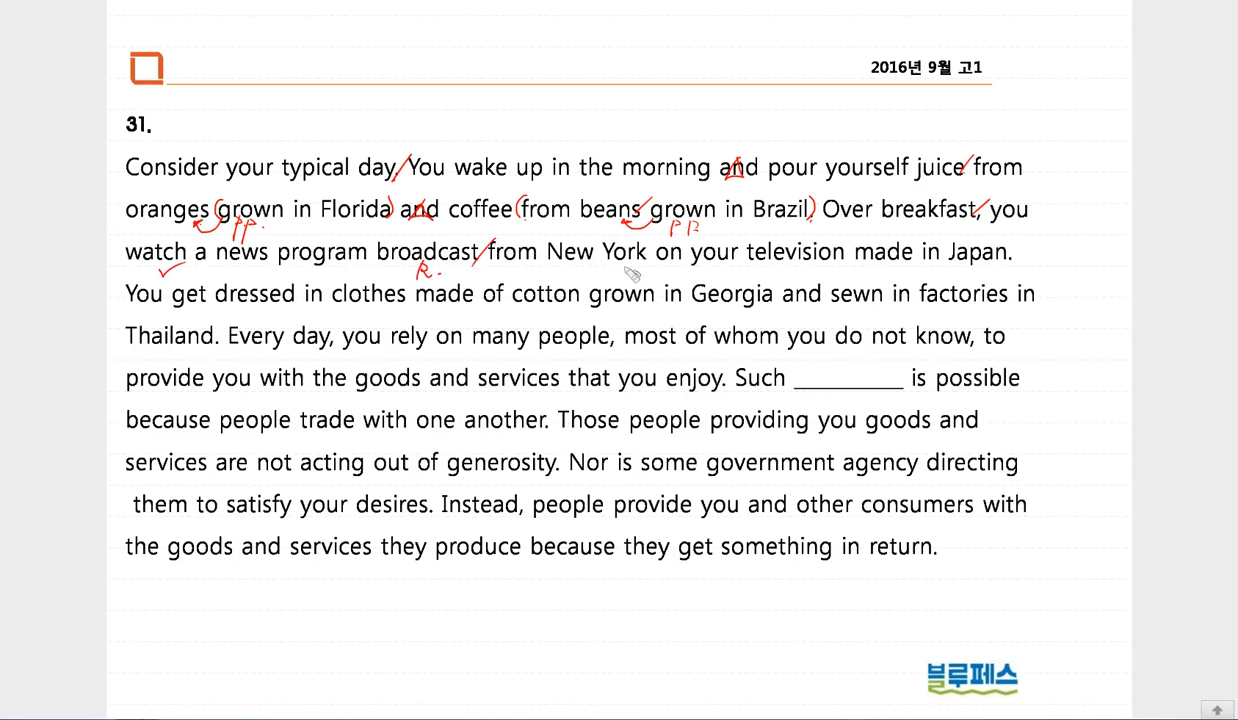 2016년 9월 고1
31.
Consider your typical day. You wake up in the morning and pour yourself juice from
oranges grown in Florida and coffee from beans grown in Brazil. Over breakfast, you
pp. PP
watch a news program broadcast from New York on your television made in Japan.
R.
You get dressed in clothes made of cotton grown in Georgia and sewn in factories in
Thailand. Every day, you rely on many people, most of whom you do not know, to
provide you with the goods and services that you enjoy. Such __________ is possible
because people trade with one another. Those people providing you goods and
services are not acting out of generosity. Nor is some government agency directing
them to satisfy your desires. Instead, people provide you and other consumers with
the goods and services they produce because they get something in return.
블루페스